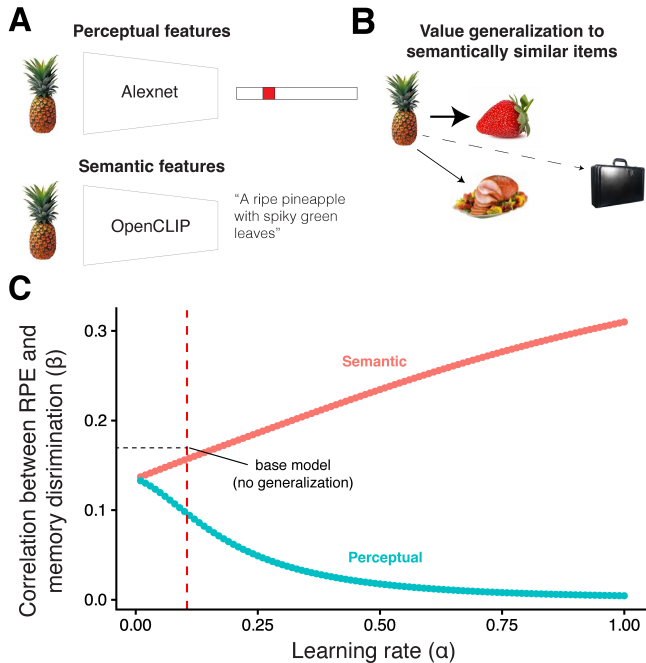 A
Perceptual features
Alexnet
Semantic features
OpenCLIP
“A ripe pineapple
with spiky green
leaves”
B
Value generalization to
semantically similar items
C
Correlation between RPE and
memory disrimination (β)
0.3
0.2
0.1
0.0
Semantic
base model
(no generalization)
Perceptual
0.00
0.25
0.50
0.75
1.00
Learning rate (α)